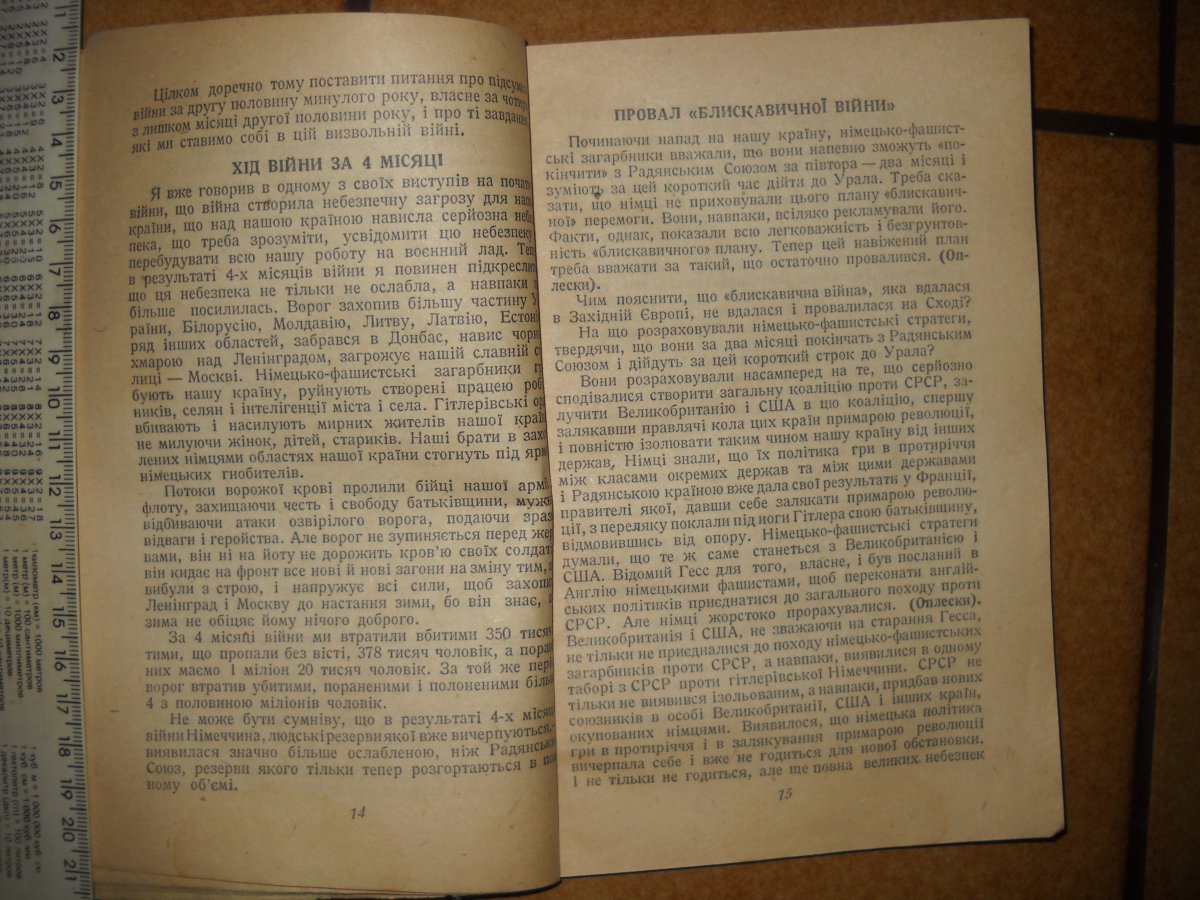 Цілком доречно тому поставити питання про підсум
війни за другу половину минулого року, власне за чотир
з лишком місяці другої половини року, і про ті завдан
які ми ставимо собі в цій визвольній війні.
ХІД ВІЙНИ ЗА 4 МІСЯЦІ
Я вже говорив в одному з своїх виступів на почат
війни, що війна створила небезпечну загрозу для наш
країни, що над нашою країною нависла серйозна небе
пека, що треба зрозуміти, усвідомити цю небезпеку
перебудувати всю нашу роботу на воєнний лад. Теп
в результаті 4-х місяців війни я повинен підкресли
що ця небезпека не тільки не ослабла, а навпаки
більше посилилась. Ворог захопив більшу частину У
раїни, Білорусію, Молдавію, Литву, Латвію, Естон
ряд інших областей, забрався в Донбас, навис чорн
хмарою над Ленінградом, загрожує нашій славній с
лиці — Москві. Німецько-фашистські загарбники гр
бують нашу країну, руйнують створені працею роб
ників, селян і інтелігенції міста і села. Гітлерівські ор
вбивають і насилують мирних жителів нашої краї
не милуючи жінок, дітей, стариків. Наші брати в захо
лених німцями областях нашої країни стогнуть під яр
німецьких гнобителів.
Потоки ворожої крові пролили бійці нашої армі
флоту, захищаючи честь і свободу батьківщини, мужн
відбиваючи атаки озвірілого ворога, подаючи зраз
відваги і геройства. Але ворог не зупиняється перед же
вами, він ні на йоту не дорожить кров’ю своїх солдат
він кидає на фронт все нові й нові загони на зміну тим,
вибули з строю, і напружує всі сили, щоб захопи
Ленінград і Москву до настання зими, бо він знає,
зима не обіцяє йому нічого доброго.
За 4 місяці війни ми втратили вбитими 350 тисяч
тими, що пропали без вісті, 378 тисяч чоловік, а пора
них маємо 1 міліон 20 тисяч чоловік. За той же пері
ворог втратив убитими, пораненими і полоненими біль
4 з половиною міліонів чоловік.
Не може бути сумніву, що в результаті 4-х місяц
війни Німеччина, людські резерви якої вже вичерпуються,
виявилася значно більше ослабленою, ніж Радянськ
Союз, резерви якого тільки тепер розгортаються в пов
ному об’ємі.
14
ПРОВАЛ «БЛИСКАВИЧНОЇ ВІЙНИ»
Починаючи напад на нашу країну, німецько-фашист-
ські загарбники вважали, що вони напевно зможуть «по-
кінчити» з Радянським Союзом за півтора — два місяці і
зуміють за цей короткий час дійти до Урала. Треба ска-
зати, що німці не приховували цього плану «блискавич-
ної» перемоги. Вони, навпаки, всіляко рекламували його.
Факти, однак, показали всю легковажність і безгрунтов-
ність «блискавичного» плану. Тепер цей навіжений план
треба вважати за такий, що остаточно провалився. (Оп-
лески).
Чим пояснити, що «блискавична війна», яка вдалася
в Західній Європі, не вдалася і провалилася на Сході?
На що розраховували німецько-фашистські стратеги,
твердячи, що вони за два місяці покінчать з Радянським
Союзом і дійдуть за цей короткий строк до Урала?
Вони розраховували насамперед на те, що серйозно
сподівалися створити загальну коаліцію проти СРСР, за-
лучити Великобританію і США в цю коаліцію, спершу
залякавши правлячі кола цих країн примарою революції,
і повністю ізолювати таким чином нашу країну від інших
держав. Німці знали, що їх політика гри в протиріччя
між класами окремих держав та між цими державами
і Радянською країною вже дала свої результати у Франції,
правителі якої, давши себе залякати примарою револю-
ції, з переляку поклали під ноги Гітлера свою батьківщину,
відмовившись від опору. Німецько-фашистські стратеги
думали, що те ж саме станеться з Великобританією і
США. Відомий Гесс для того, власне, і був посланий в
Англію німецькими фашистами, щоб переконати англій-
ських політиків приєднатися до загального походу проти
СРСР. Але німці жорстоко прорахувалися. (Оплески).
Великобританія і США, не зважаючи на старання Гесса,
не тільки не приєдналися до походу німецько-фашистських
загарбників проти СРСР, а навпаки, виявилися в одному
таборі з СРСР проти гітлерівської Німеччини. СРСР не
тільки не виявився ізольованим, а навпаки, придбав нових
союзників в особі Великобританії, США і інших країн,
окупованих німцями. Виявилося, що німецька політика
гри в протиріччя і в залякування примарою революції
вичерпала себе і вже не годиться для нової обстановки.
І не тільки не годиться, але ще повна великих небезпек
15